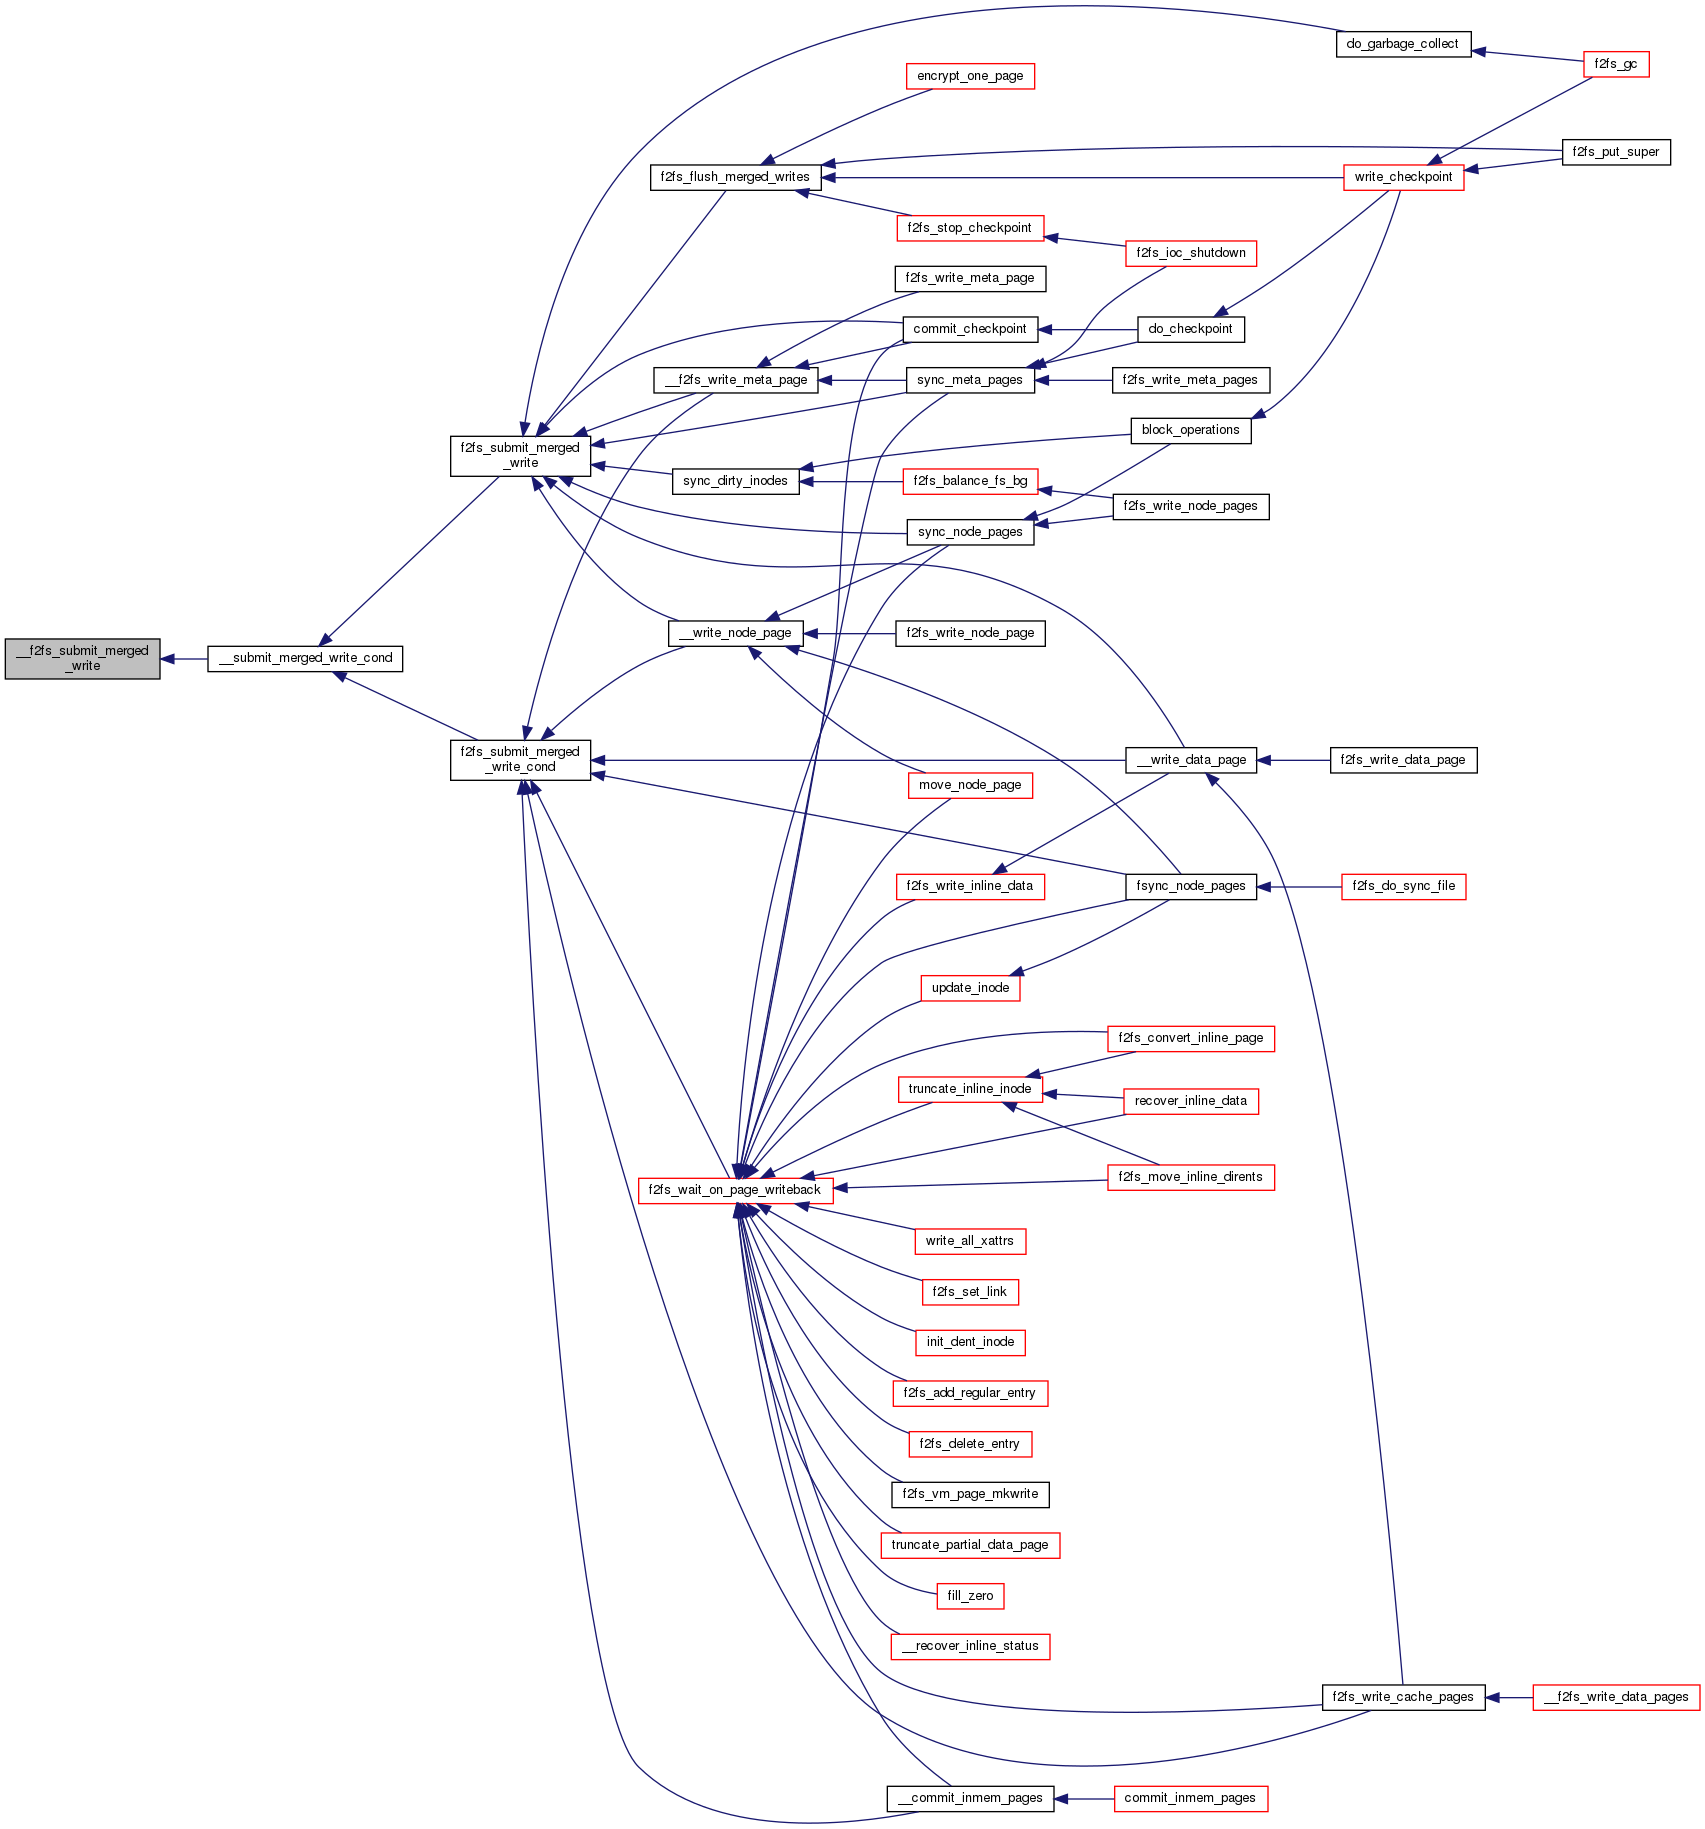 do_garbage_collect
f2fs_gc
encrypt_one_page
f2fs_put_super
f2fs_flush_merged_writes
write_checkpoint
f2fs_stop_checkpoint
f2fs_ioc_shutdown
f2fs_write_meta_page
commit_checkpoint
do_checkpoint
__f2fs_write_meta_page
sync_meta_pages
f2fs_write_meta_pages
block_operations
f2fs_submit_merged
_write
sync_dirty_inodes
f2fs_balance_fs_bg
f2fs_write_node_pages
sync_node_pages
__write_node_page
f2fs_write_node_page
__f2fs_submit_merged
_write
__submit_merged_write_cond
f2fs_submit_merged
_write_cond
__write_data_page
f2fs_write_data_page
move_node_page
f2fs_write_inline_data
fsync_node_pages
f2fs_do_sync_file
update_inode
f2fs_convert_inline_page
truncate_inline_inode
recover_inline_data
f2fs_move_inline_dirents
f2fs_wait_on_page_writeback
write_all_xattrs
f2fs_set_link
init_dent_inode
f2fs_add_regular_entry
f2fs_delete_entry
f2fs_vm_page_mkwrite
truncate_partial_data_page
fill_zero
__recover_inline_status
f2fs_write_cache_pages
__f2fs_write_data_pages
__commit_inmem_pages
commit_inmem_pages